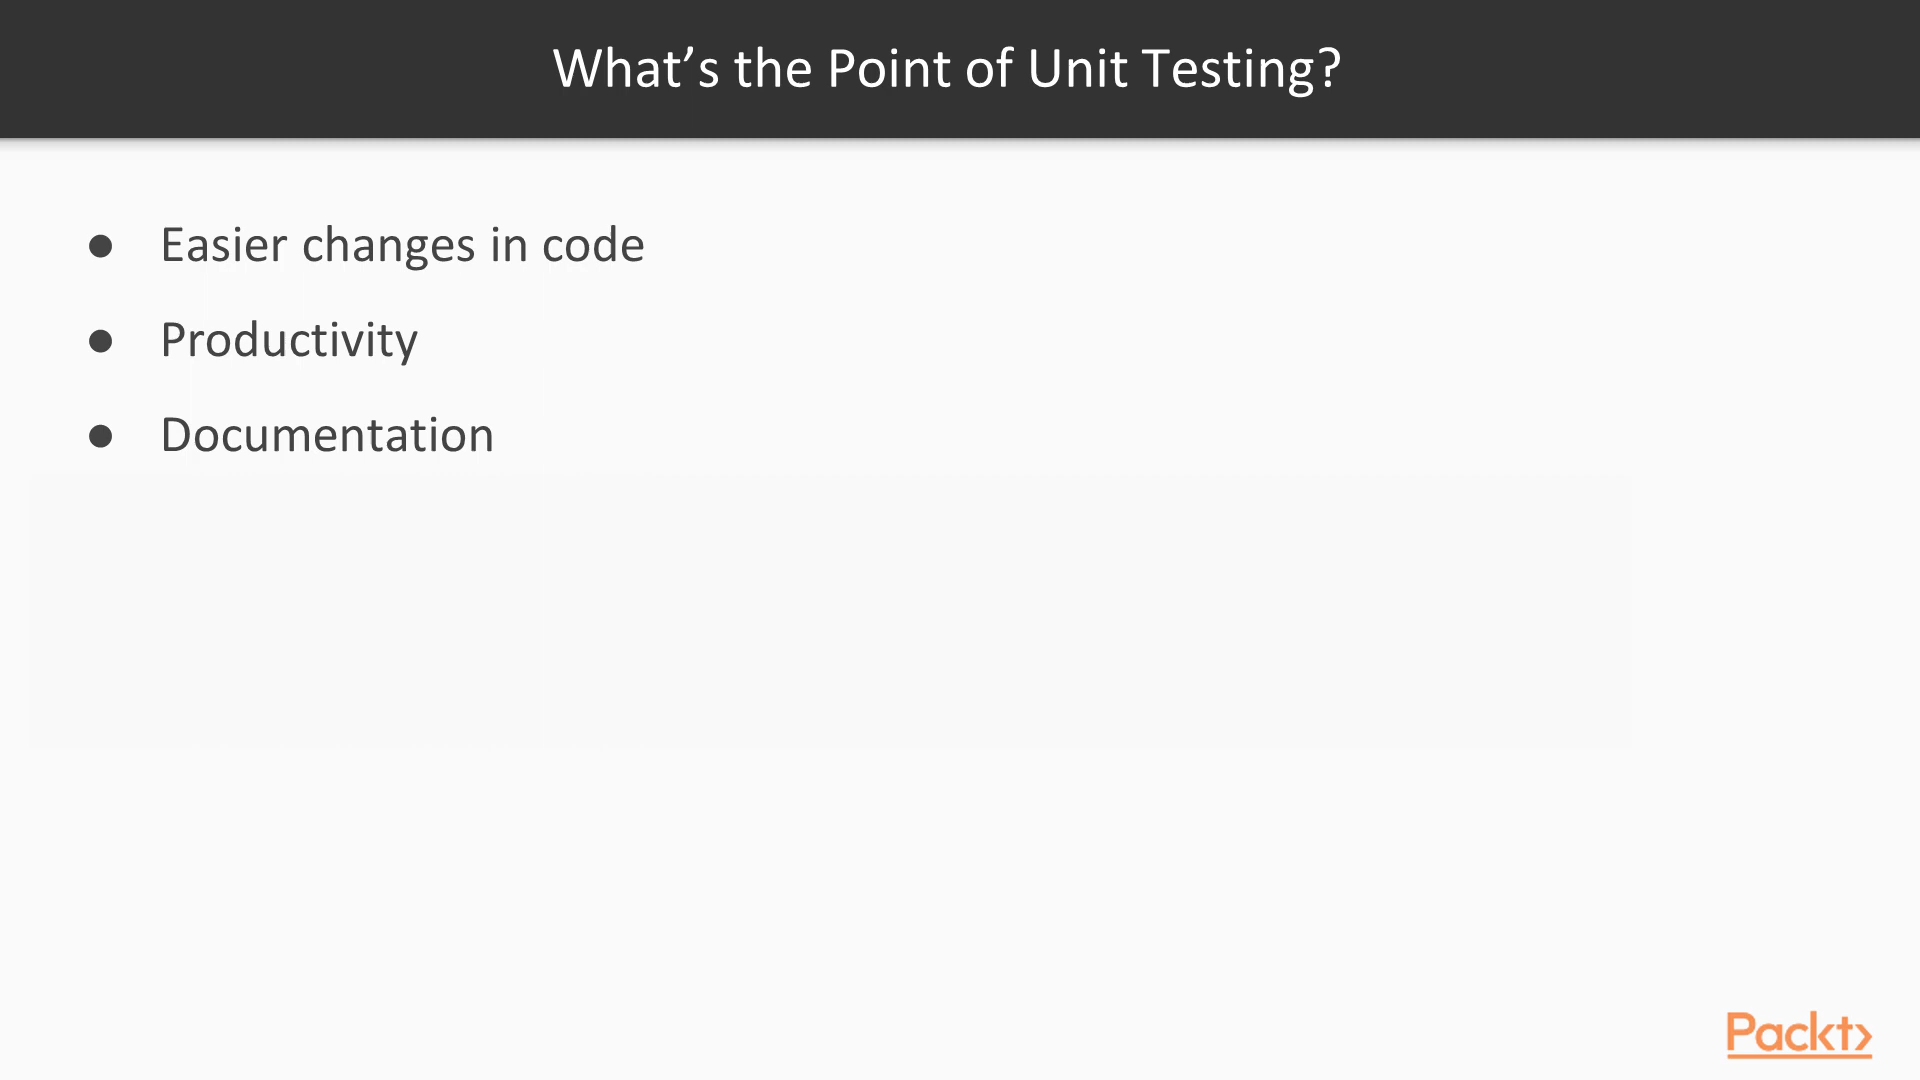 What’s the Point of Unit Testing?
● Easier changes in code
● Productivity
● Documentation
Packt>